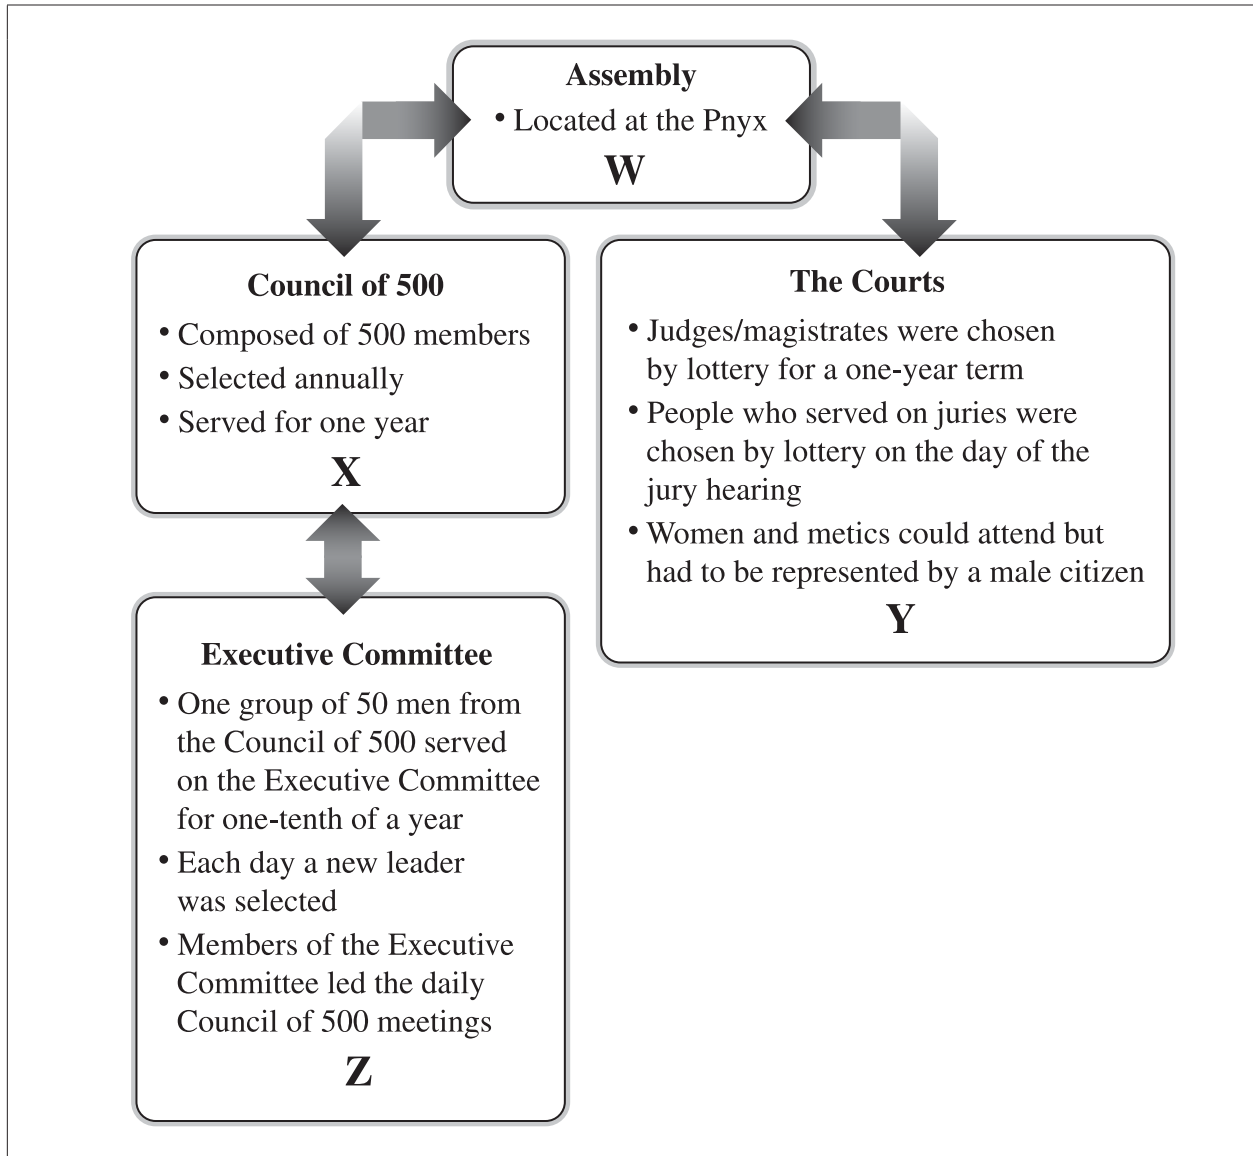 Assembly
• Located at the Pnyx
W
Council of 500
• Composed of 500 members
• Selected annually
• Served for one year
X
The Courts
• Judges/magistrates were chosen
by lottery for a one-year term
• People who served on juries were
chosen by lottery on the day of the
jury hearing
• Women and metics could attend but
had to be represented by a male citizen
Y
Executive Committee
• One group of 50 men from
the Council of 500 served
on the Executive Committee
for one-tenth of a year
• Each day a new leader
was selected
• Members of the Executive
Committee led the daily
Council of 500 meetings
Z